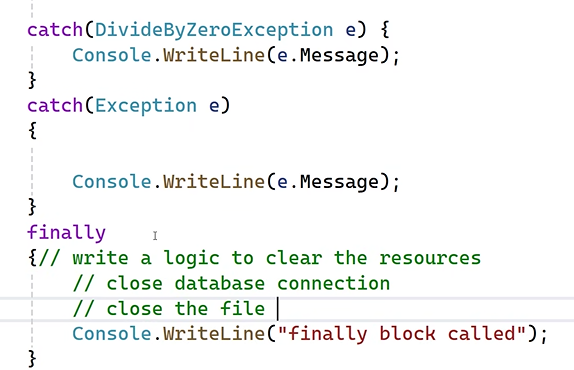 catch(DivideByZeroException e) {
    Console.WriteLine(e.Message);
}
catch(Exception e)
{
    Console.WriteLine(e.Message);
}
finally
{// write a logic to clear the resources
    // close database connection
    // close the file
    Console.WriteLine("finally block called");
}